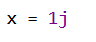 x = 1j